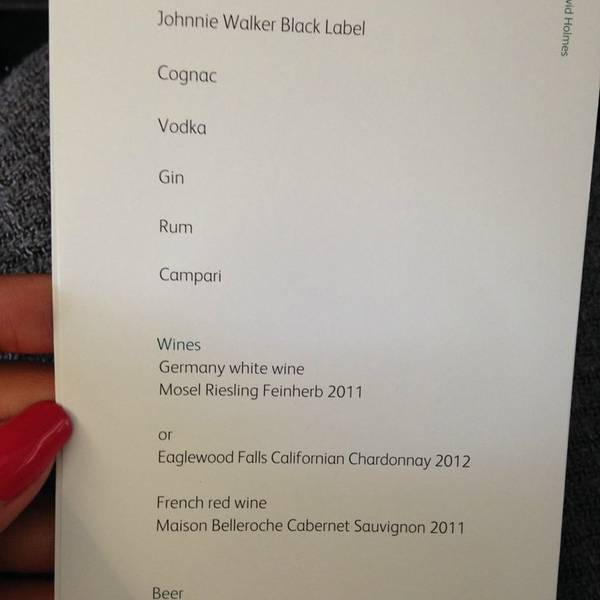 Johnnie Walker Black Label
Cognac
Vodka
Gin
Rum
Campari
Wines
Germany white wine
Mosel Riesling Feinherb 2011
or
Eaglewood Falls Californian Chardonnay 2012
French red wine
Maison Belleroche Cabernet Sauvignon 2011
Beer
Holmes